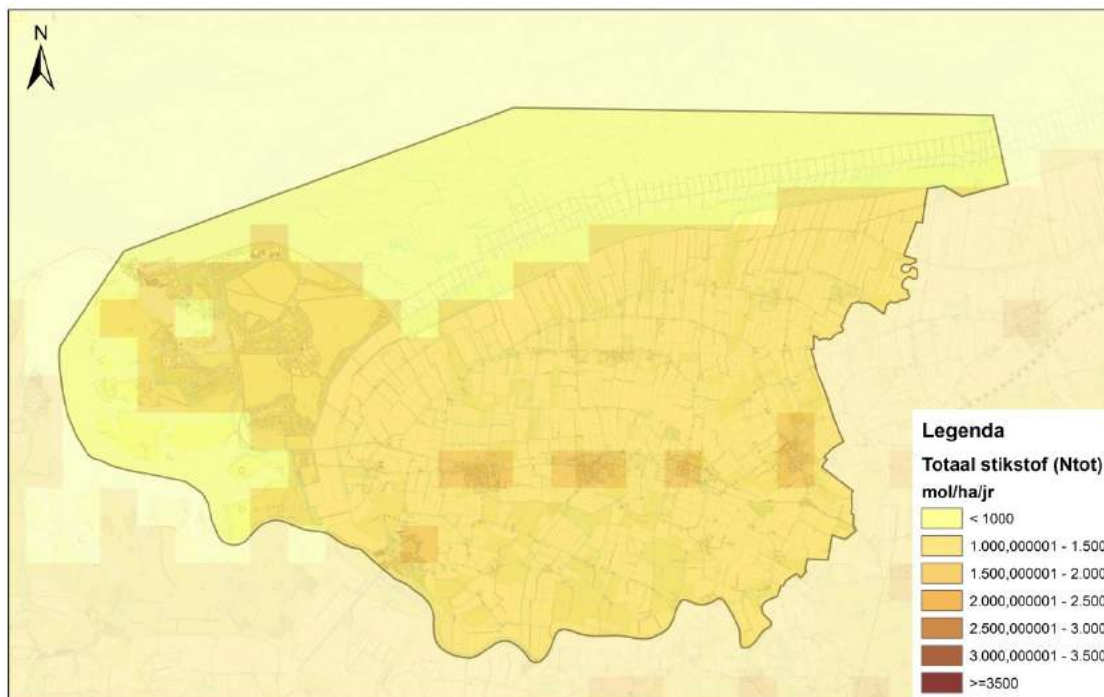 N
Legenda
Totaal stikstof (Ntot)
mol/ha/jr
< 1000
1.000,000001 - 1.500
1.500,000001 - 2.000
2.000,000001 - 2.500
2.500,000001 - 3.000
3.000,000001 - 3.500
>=3500